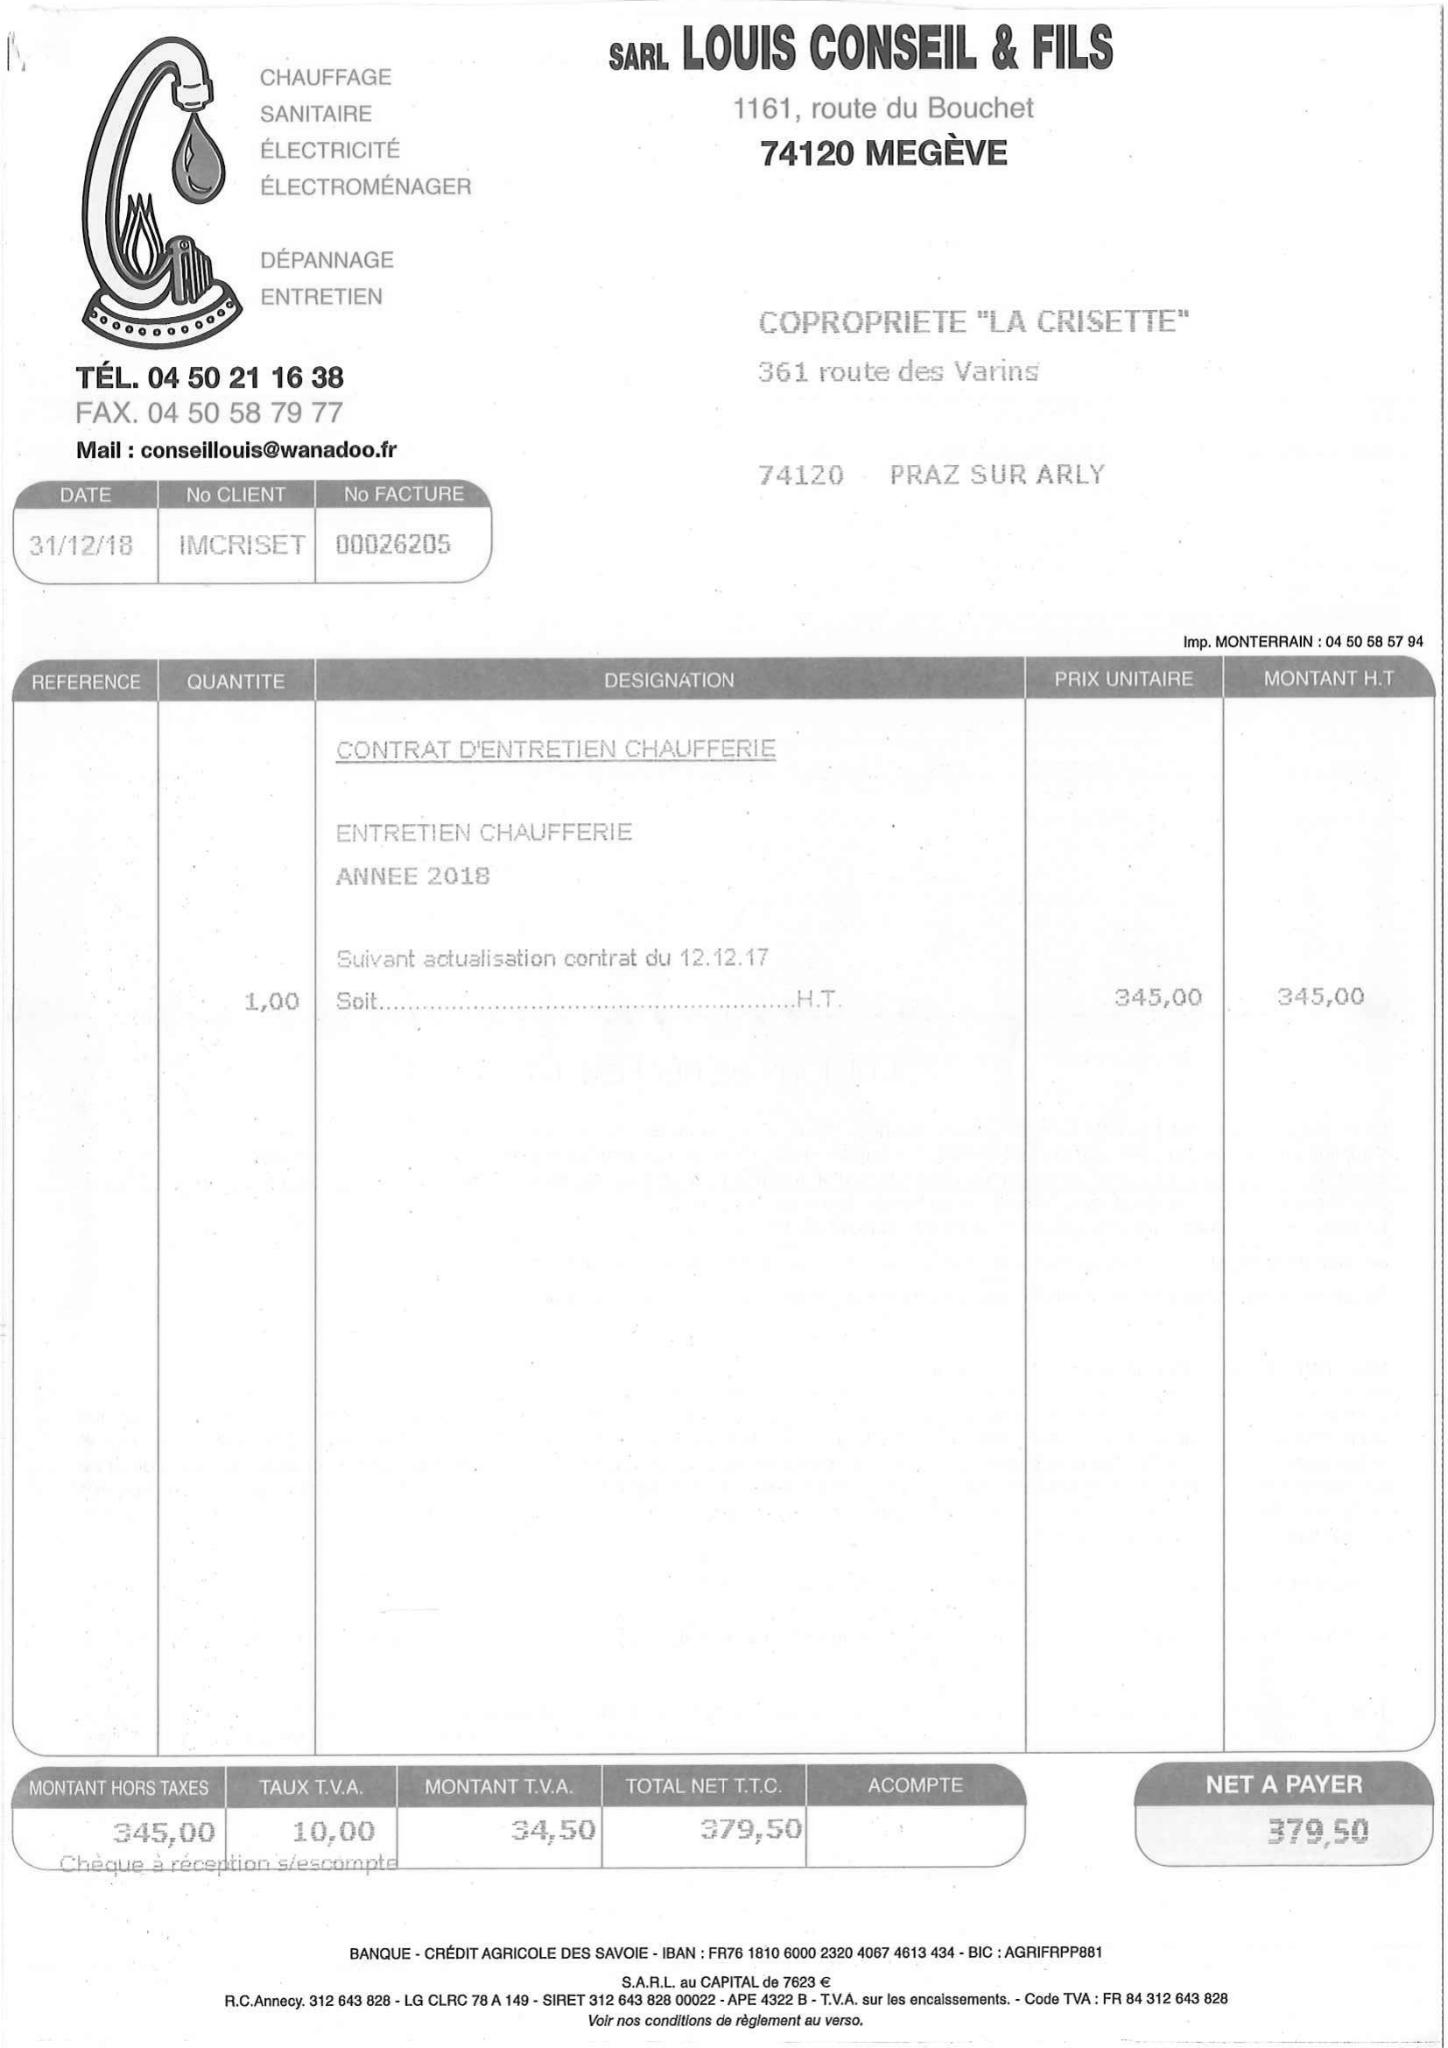 SARL LOUIS CONSEIL & FILS
1161, route du Bouchet
74120 MEGÈVE
CHAUFFAGE
SANITAIRE
ÉLECTRICITÉ
ÉLECTROMÉNAGER
DÉPANNAGE
ENTRETIEN
TÉL. 04 50 21 16 38
FAX. 04 50 58 79 77
Mail : conseillouis@wanadoo.fr
COPROPRIETE "LA CRISETTE"
361 route des Varins
74120 PRAZ SUR ARLY
DATE No CLIENT No FACTURE
31/12/18 IMCRISET 00026205
Imp. MONTERRAIN : 04 50 58 57 94
REFERENCE QUANTITE DESIGNATION PRIX UNITAIRE MONTANT H.T
CONTRAT D'ENTRETIEN CHAUFFERIE
ENTRETIEN CHAUFFERIE
ANNEE 2018
Suivant actualisation contrat du 12.12.17
1,00 Soit.......................................................H.T. 345,00 345,00
MONTANT HORS TAXES TAUX T.V.A. MONTANT T.V.A. TOTAL NET T.T.C. ACOMPTE NET A PAYER
345,00 10,00 34,50 379,50 379,50
Chèque à réception s/escompte
BANQUE - CRÉDIT AGRICOLE DES SAVOIE - IBAN : FR76 1810 6000 2320 4067 4613 434 - BIC : AGRIFRPP881
S.A.R.L. au CAPITAL de 7623 €
R.C.Annecy. 312 643 828 - LG CLRC 78 A 149 - SIRET 312 643 828 00022 - APE 4322 B - T.V.A. sur les encaissements. - Code TVA : FR 84 312 643 828
Voir nos conditions de règlement au verso.